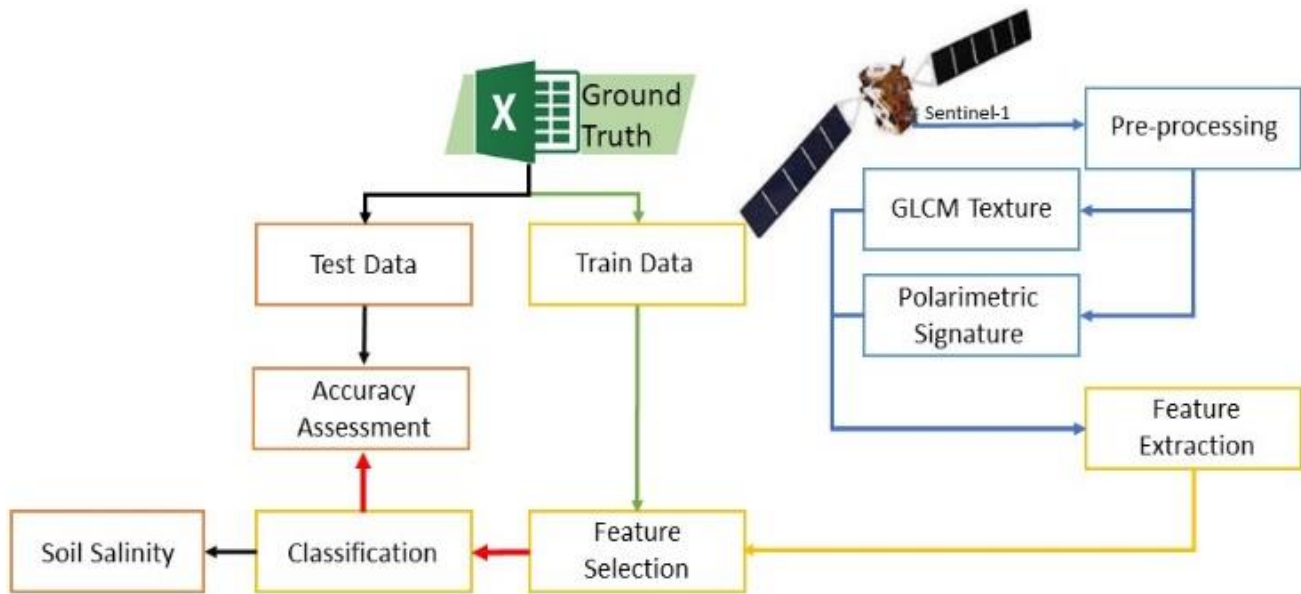 X
Ground
Truth
Sentinel-1
Pre-processing
GLCM Texture
Test Data
Train Data
Polarimetric
Signature
Accuracy
Assessment
Feature
Extraction
Soil Salinity
Classification
Feature
Selection